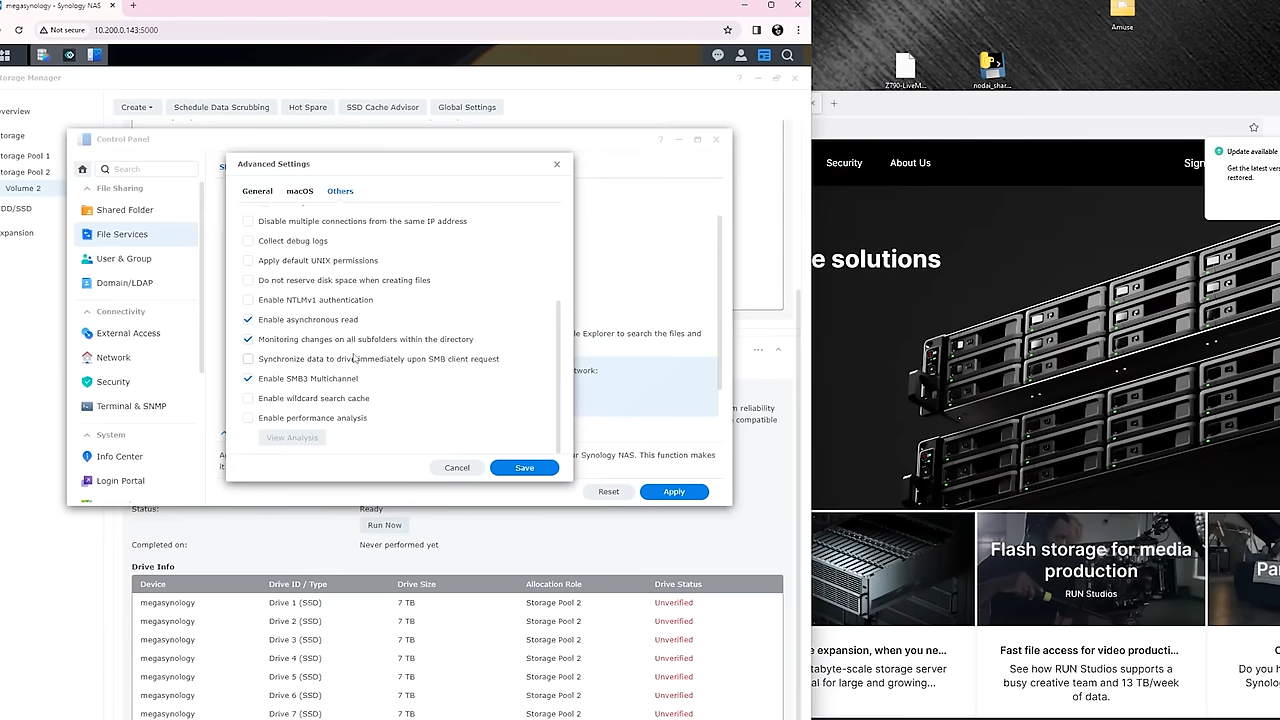 megasynology - Synology NAS
Not secure
10.200.0.143:5000
Storage Manager
Create
Schedule Data Scrubbing
Hot Spare
SSD Cache Advisor
Global Settings
Storage Pool 1
Storage Pool 2
Volume 2
Control Panel
Search
File Sharing
Shared Folder
File Services
User & Group
Domain/LDAP
Connectivity
External Access
Network
Security
Terminal & SNMP
System
Info Center
Login Portal
Advanced Settings
General
macOS
Others
Disable multiple connections from the same IP address
Collect debug logs
Apply default UNIX permissions
Do not reserve disk space when creating files
Enable NTLMv1 authentication
Enable asynchronous read
Monitoring changes on all subfolders within the directory
Synchronize data to drive immediately upon SMB client request
Enable SMB3 Multichannel
Enable wildcard search cache
Enable performance analysis
View Analysis
Cancel
Save
le Explorer to search the files and
twork:
m reliability
compatible
ur Synology NAS. This function makes
it
Reset
Apply
Status:
Ready
Run Now
Completed on:
Never performed yet
Drive Info
Device
Drive ID / Type
Drive Size
Allocation Role
Drive Status
megasynology
Drive 1 (SSD)
7 TB
Storage Pool 2
Unverified
megasynology
Drive 2 (SSD)
7 TB
Storage Pool 2
Unverified
megasynology
Drive 3 (SSD)
7 TB
Storage Pool 2
Unverified
megasynology
Drive 4 (SSD)
7 TB
Storage Pool 2
Unverified
megasynology
Drive 5 (SSD)
7 TB
Storage Pool 2
Unverified
megasynology
Drive 6 (SSD)
7 TB
Storage Pool 2
Unverified
megasynology
Drive 7 (SSD)
7 TB
Storage Pool 2
Unverified
Amuse
Z790-LiveM...
nodai_shar...
Security
About Us
Sign
Update available
Get the latest vers
restored.
e solutions
Flash storage for media
production
RUN Studios
Pa
e expansion, when you ne...
tabyte-scale storage server
al for large and growing...
Fast file access for video producti...
See how RUN Studios supports a
busy creative team and 13 TB/week
of data.
Do you h
Synolog